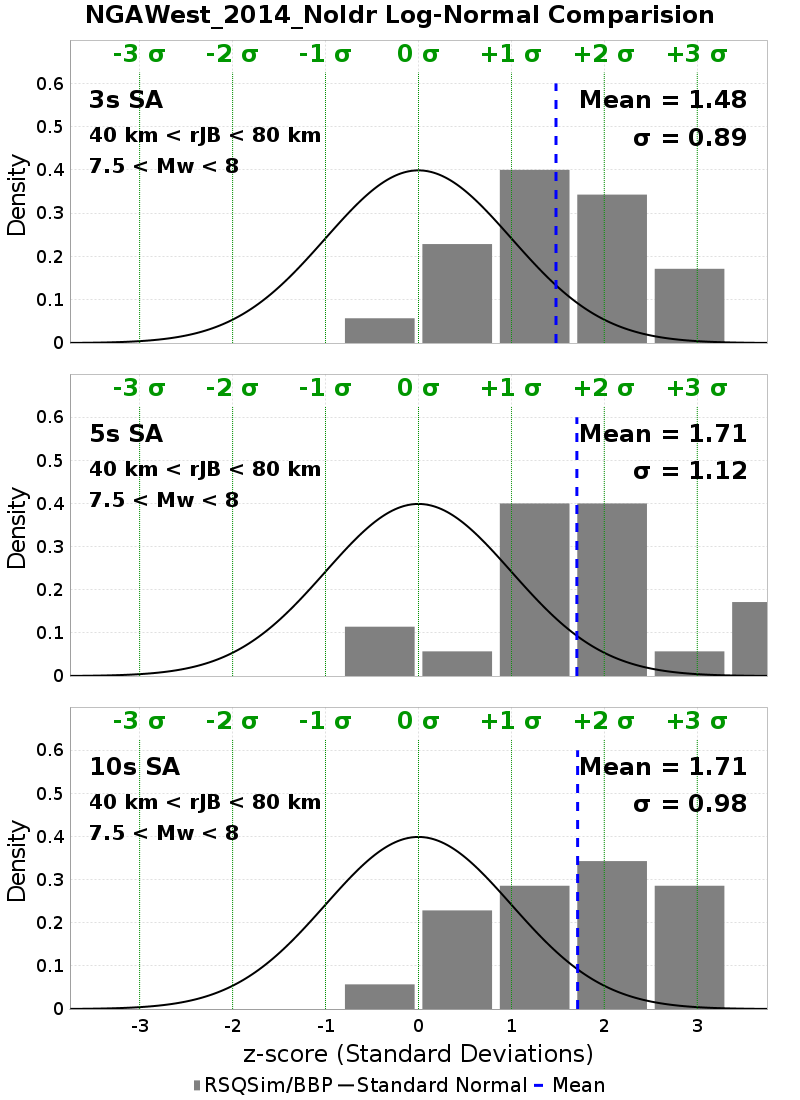 NGAWest_2014_NoIdr Log-Normal Comparision
-3 σ -2 σ -1 σ 0 σ +1 σ +2 σ +3 σ
0.6
3s SA Mean = 1.48
0.5
40 km < rJB < 80 km σ = 0.89
0.4
7.5 < Mw < 8
Density
0.3
0.2
0.1
0
-3 σ -2 σ -1 σ 0 σ +1 σ +2 σ +3 σ
0.6
5s SA Mean = 1.71
0.5
40 km < rJB < 80 km σ = 1.12
0.4
7.5 < Mw < 8
Density
0.3
0.2
0.1
0
-3 σ -2 σ -1 σ 0 σ +1 σ +2 σ +3 σ
0.6
10s SA Mean = 1.71
0.5
40 km < rJB < 80 km σ = 0.98
0.4
7.5 < Mw < 8
Density
0.3
0.2
0.1
0
-3 -2 -1 0 1 2 3
z-score (Standard Deviations)
RSQSim/BBP Standard Normal Mean